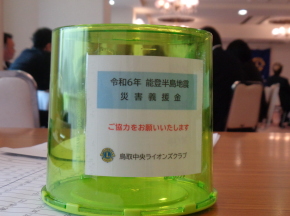 令和6年 能登半島地震
災害義援金
ご協力をお願いいたします
鳥取中央ライオンズクラブ